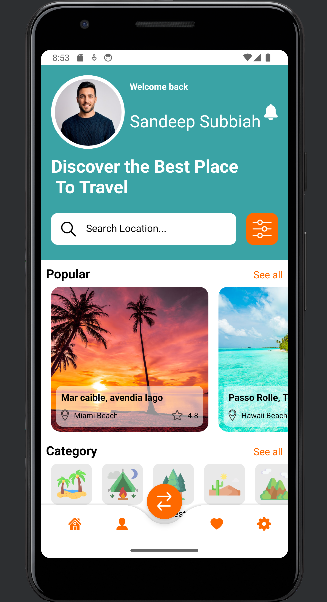 8:53
Welcome back
Sandeep Subbiah
Discover the Best Place
To Travel
Search Location...
Popular
See all
Mar caible, avendia lago
Miami Beach
4.8
Passo Rolle, T
Hawaii Beach
Category
See all